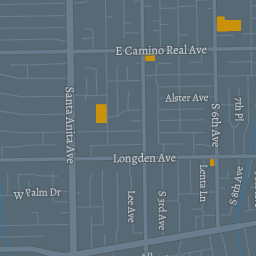 E Camino Real Ave
Santa Anita Ave
Alster Ave
S 6th Ave
7th Pl
Longden Ave
Lenta Ln
S 8th Ave
W Palm Dr
Lee Ave
S 3rd Ave